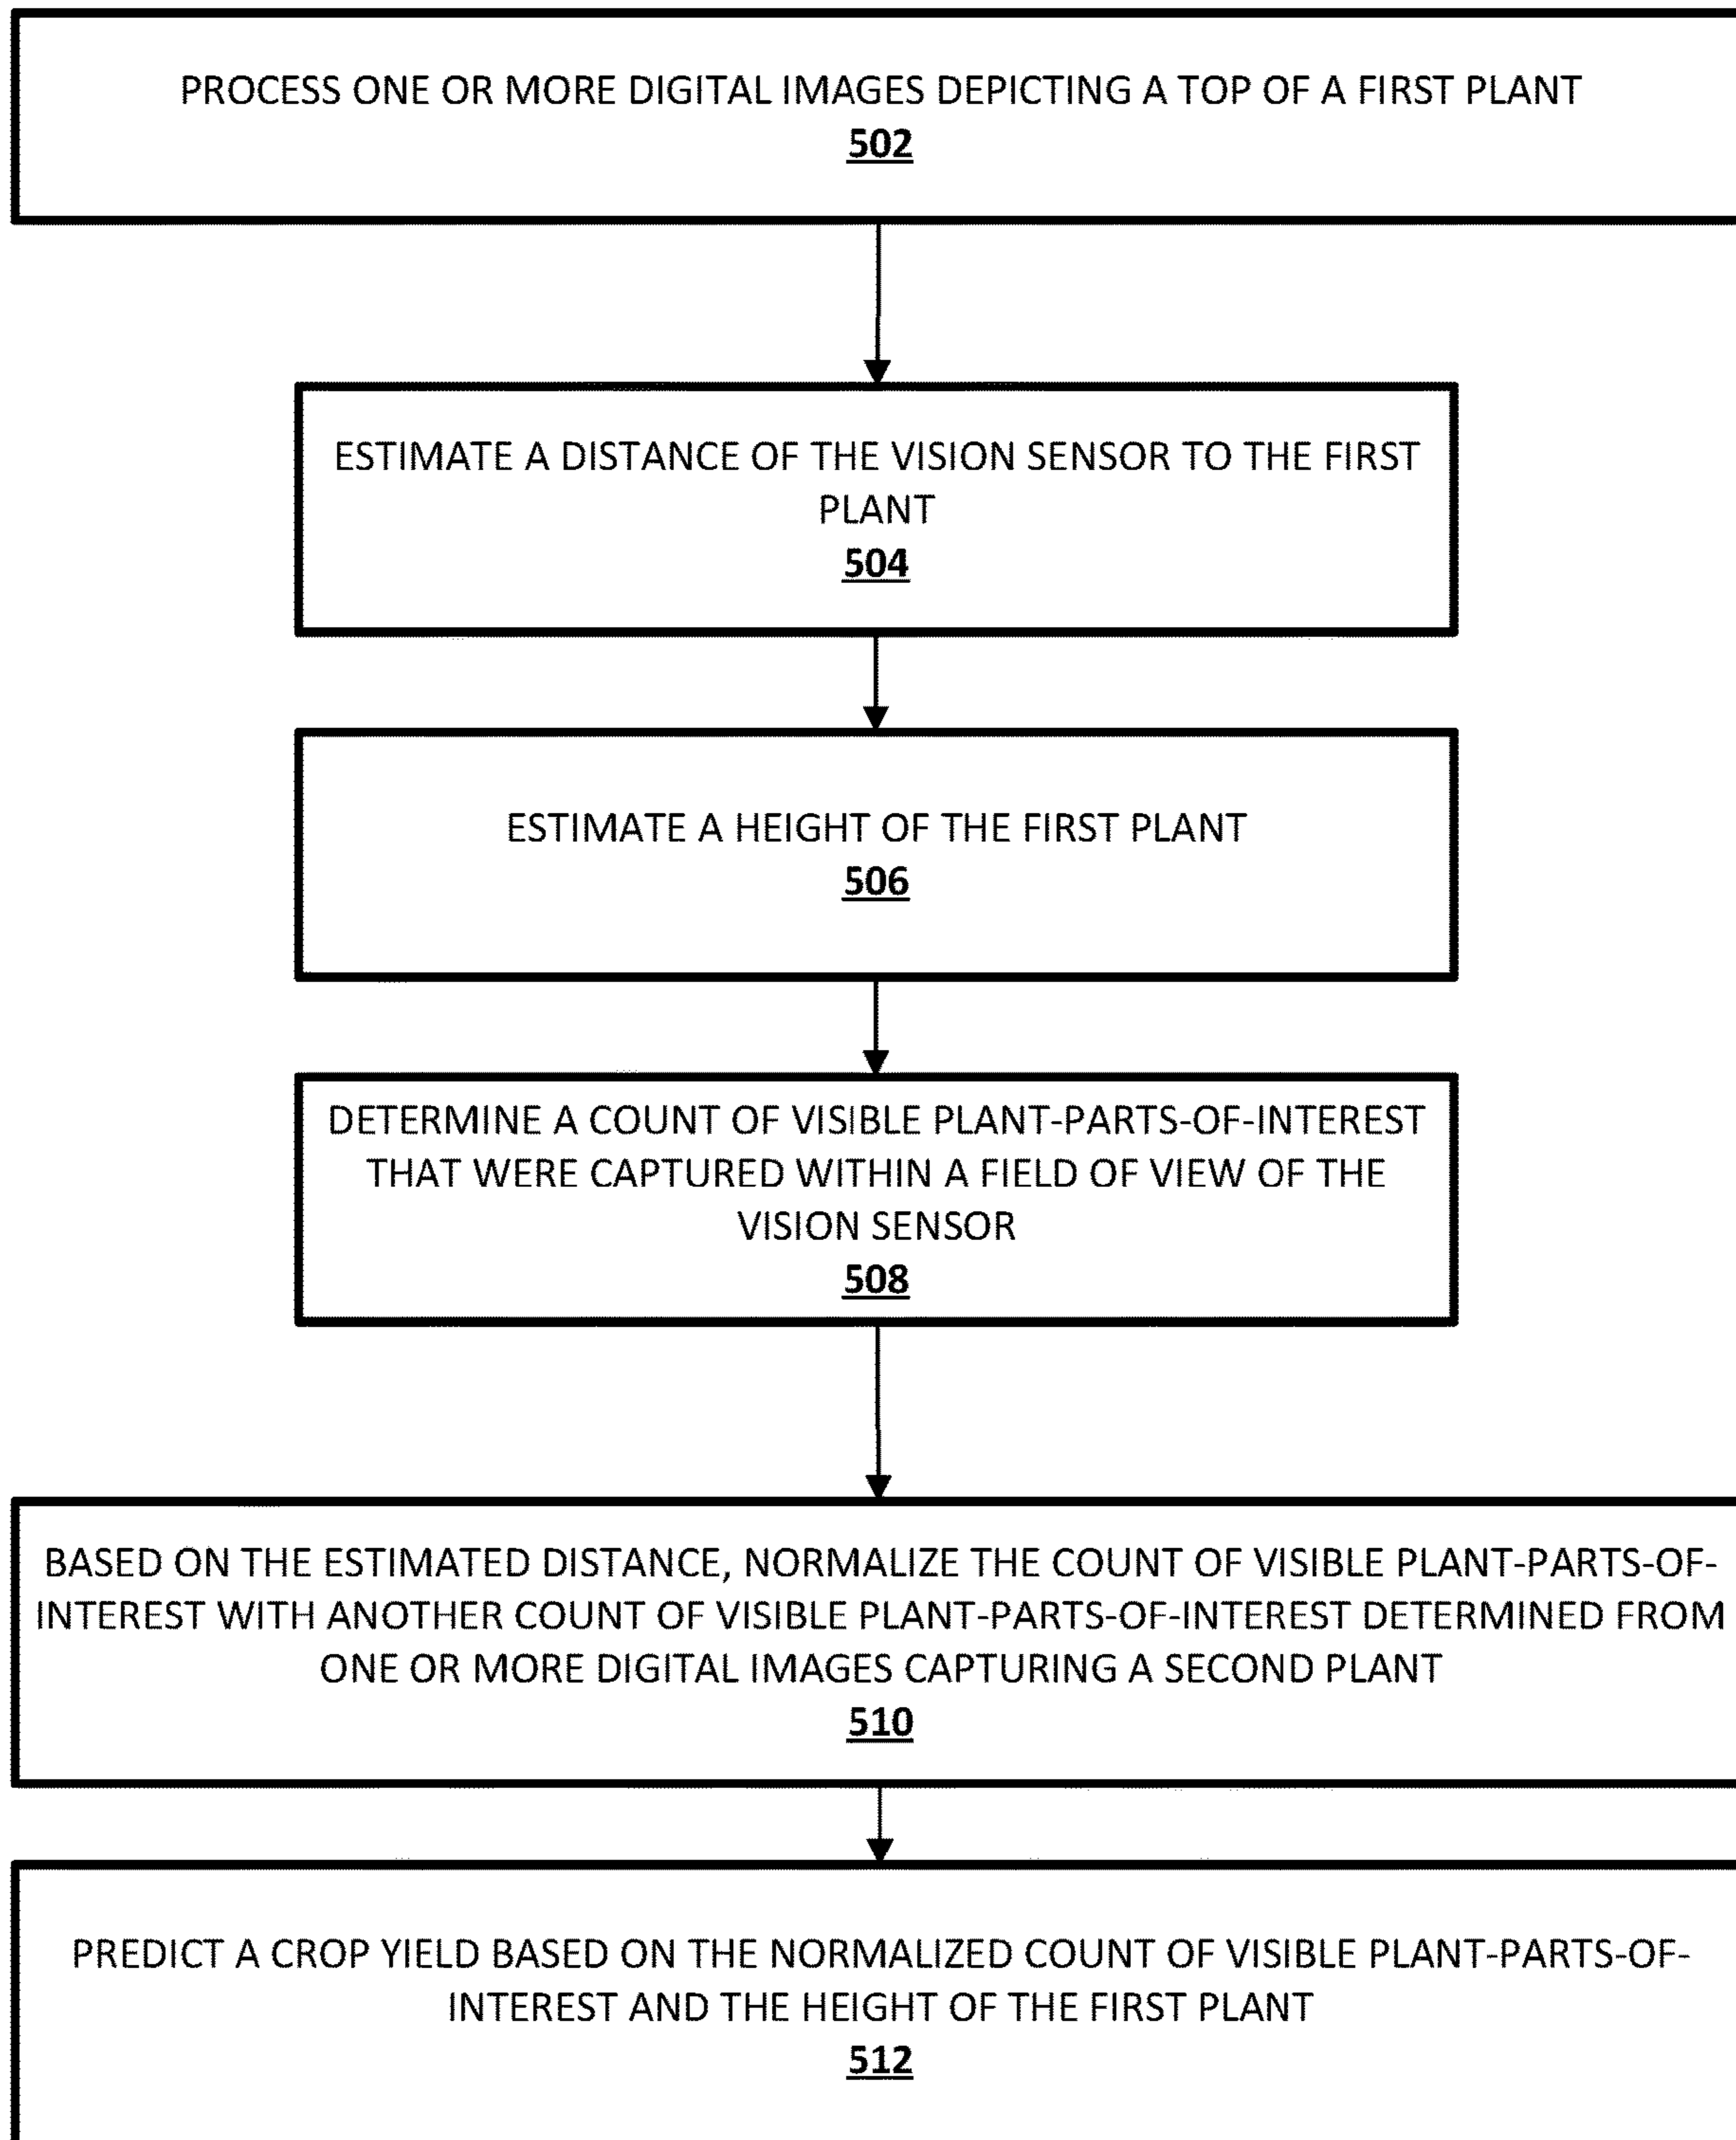 PROCESS ONE OR MORE DIGITAL IMAGES DEPICTING A TOP OF A FIRST PLANT
502
ESTIMATE A DISTANCE OF THE VISION SENSOR TO THE FIRST
PLANT
504
ESTIMATE A HEIGHT OF THE FIRST PLANT
506
DETERMINE A COUNT OF VISIBLE PLANT-PARTS-OF-INTEREST
THAT WERE CAPTURED WITHIN A FIELD OF VIEW OF THE
VISION SENSOR
508
BASED ON THE ESTIMATED DISTANCE, NORMALIZE THE COUNT OF VISIBLE PLANT-PARTS-OF-
INTEREST WITH ANOTHER COUNT OF VISIBLE PLANT-PARTS-OF-INTEREST DETERMINED FROM
ONE OR MORE DIGITAL IMAGES CAPTURING A SECOND PLANT
510
PREDICT A CROP YIELD BASED ON THE NORMALIZED COUNT OF VISIBLE PLANT-PARTS-OF-
INTEREST AND THE HEIGHT OF THE FIRST PLANT
512